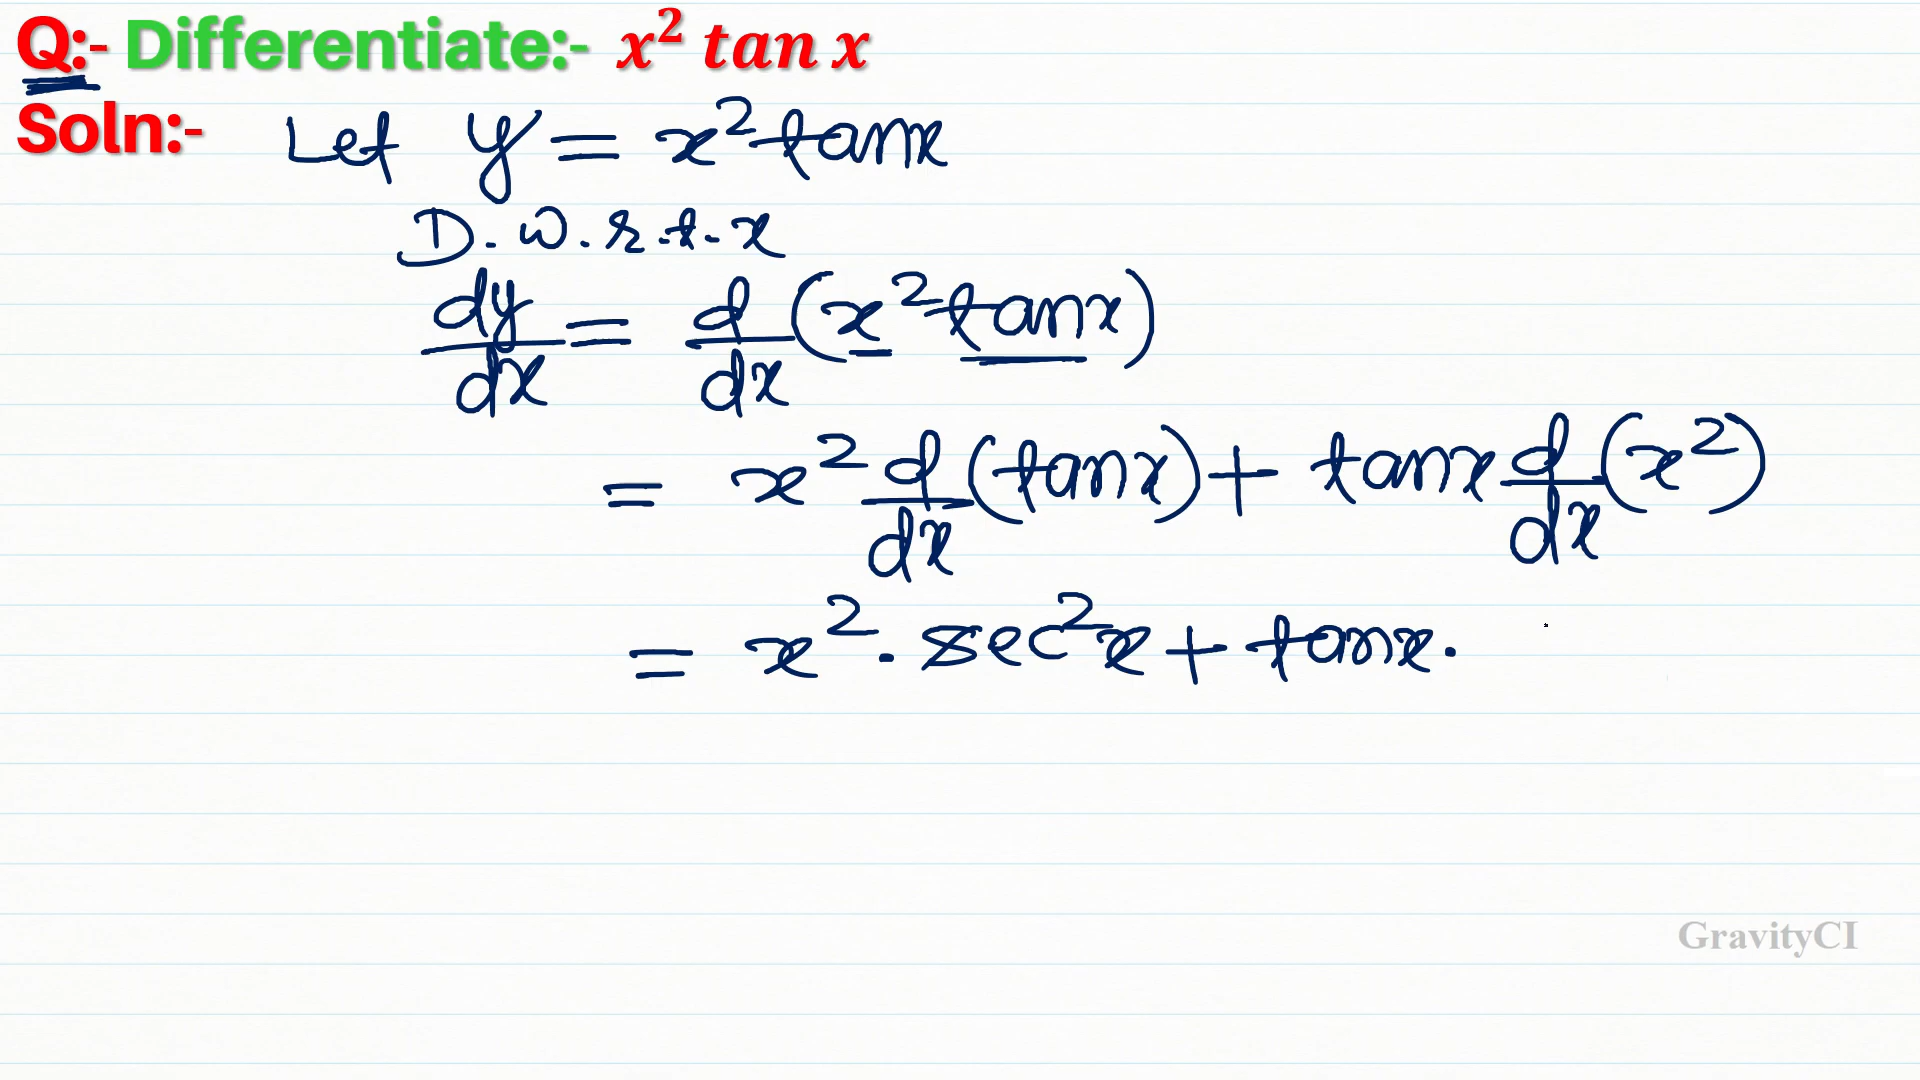 Q:- Differentiate:- x² tan x
Soln:- Let y = x² tanx
D. w. r. t. x
dy/dx = d/dx (x² tanx)
= x² d/dx (tanx) + tanx d/dx (x²)
= x² . sec²x + tanx .
GravityCI